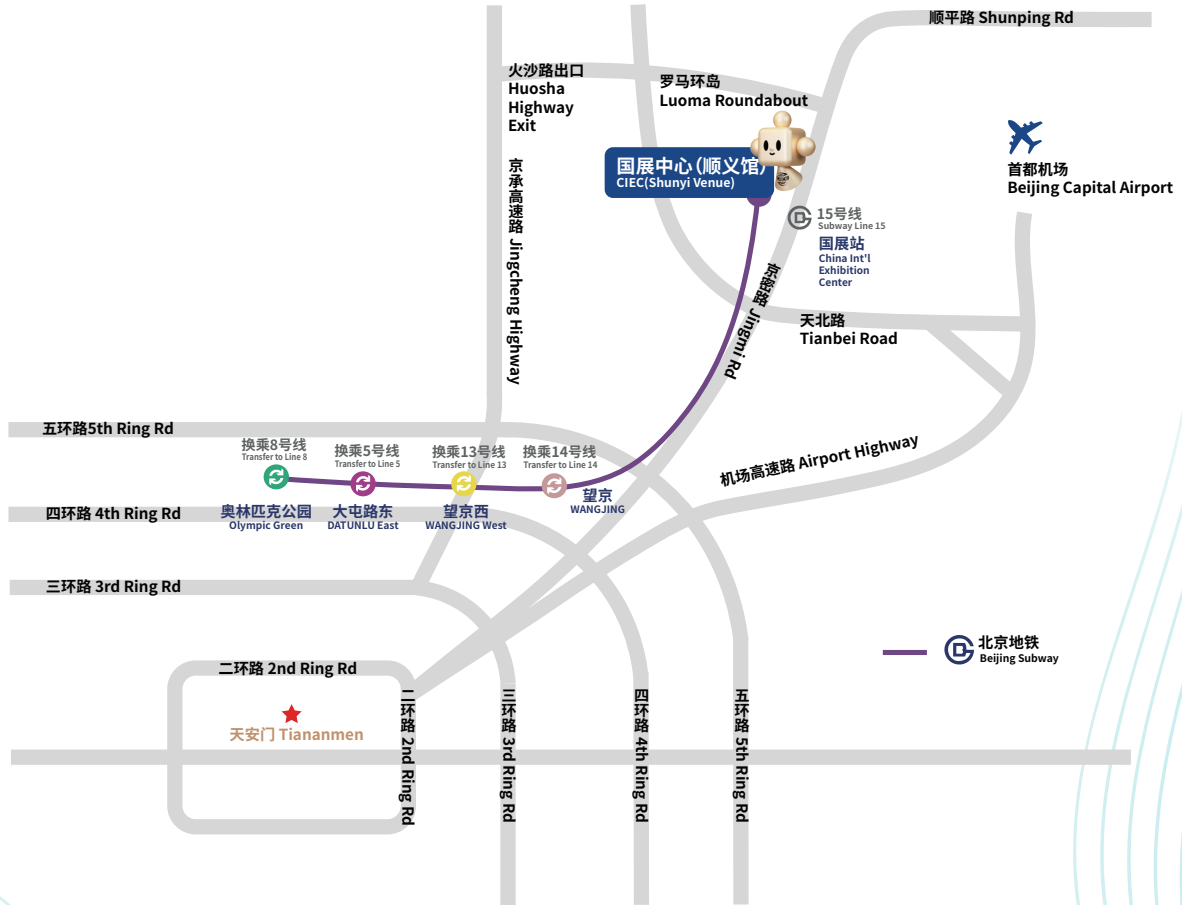 顺平路 Shunping Rd
火沙路出口
Huosha
Highway
Exit
罗马环岛
Luoma Roundabout
国展中心（顺义馆）
CIEC(Shunyi Venue)
首都机场
Beijing Capital Airport
京承高速路 Jingcheng Highway
15号线
Subway Line 15
国展站
China Int'l
Exhibition
Center
京密路 Jingmi Rd
天北路
Tianbei Road
五环路5th Ring Rd
换乘8号线
Transfer to Line 8
换乘5号线
Transfer to Line 5
换乘13号线
Transfer to Line 13
换乘14号线
Transfer to Line 14
机场高速路 Airport Highway
望京
WANGJING
四环路 4th Ring Rd
奥林匹克公园
Olympic Green
大屯路东
DATUNLU East
望京西
WANGJING West
三环路 3rd Ring Rd
北京地铁
Beijing Subway
二环路 2nd Ring Rd
天安门 Tiananmen
二环路 2nd Ring Rd
三环路 3rd Ring Rd
四环路 4th Ring Rd
五环路 5th Ring Rd